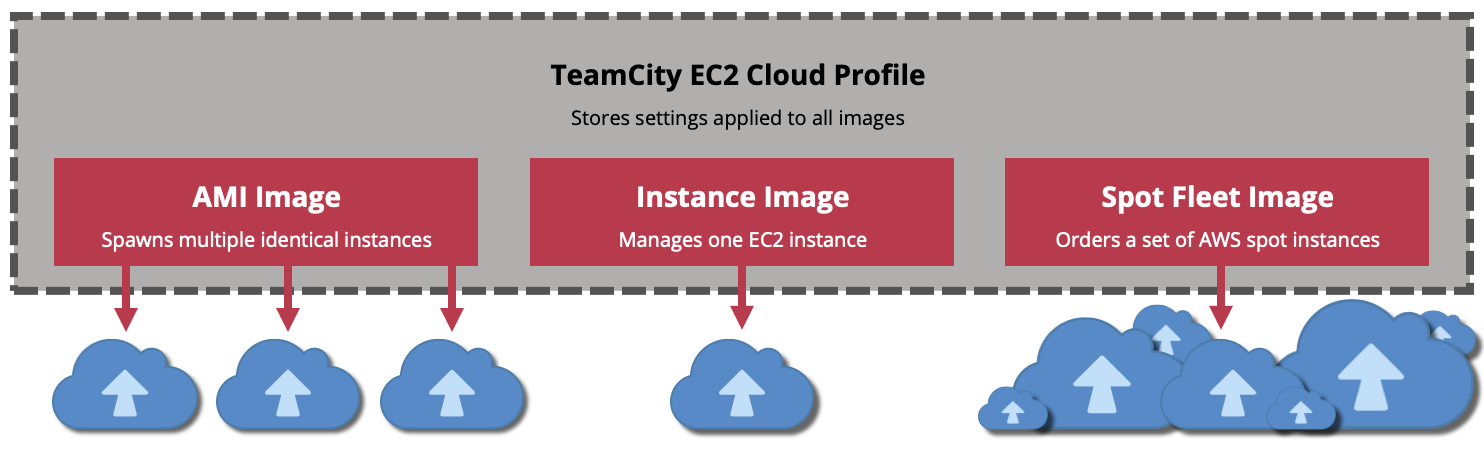 TeamCity EC2 Cloud Profile
Stores settings applied to all images
AMI Image
Spawns multiple identical instances
Instance Image
Manages one EC2 instance
Spot Fleet Image
Orders a set of AWS spot instances